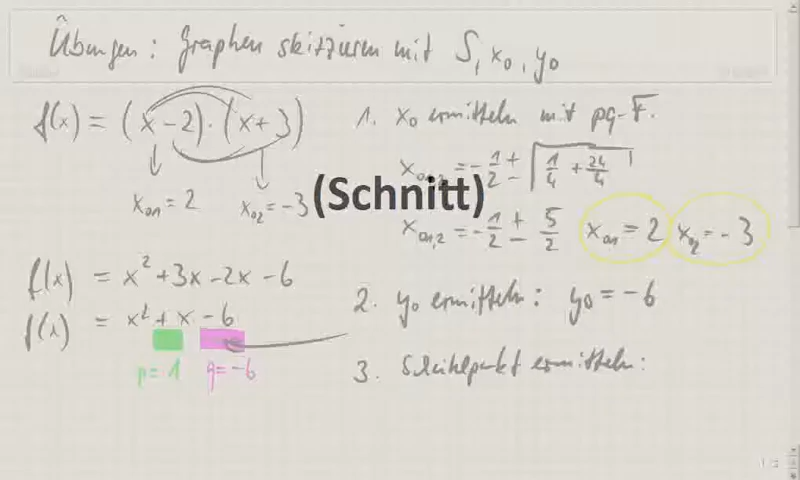 Übungen: Graphen skizzieren mit S, x₀, y₀
f(x) = (x - 2) · (x + 3)
x₀₁ = 2 x₀₂ = -3
f(x) = x² + 3x - 2x - 6
f(x) = x² + x - 6
p = 1 q = -6
(Schnitt)
1. x₀ ermitteln mit pq-F.
x₀₁,₂ = - 1/2 ± √(1/4 + 24/4)
x₀₁,₂ = - 1/2 ± 5/2 x₀₁ = 2 x₀₂ = - 3
2. y₀ ermitteln: y₀ = -6
3. Scheitelpunkt ermitteln: